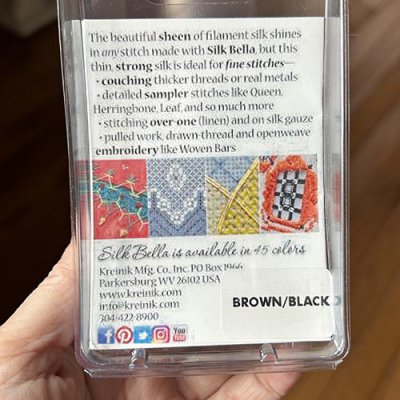 The beautiful sheen of filament silk shines
in any stitch made with Silk Bella, but this
thin, strong silk is ideal for fine stitches—
• couching thicker threads or real metals
• detailed sampler stitches like Queen,
Herringbone, Leaf, and so much more
• stitching over-one (linen) and on silk gauze
• pulled work, drawn-thread and openweave
embroidery like Woven Bars
Silk Bella is available in 45 colors
Kreinik Mfg. Co., Inc. PO Box 1966
Parkersburg WV 26102 USA
www.kreinik.com
info@kreinik.com
304-422-8900
BROWN/BLACK
You
Tube